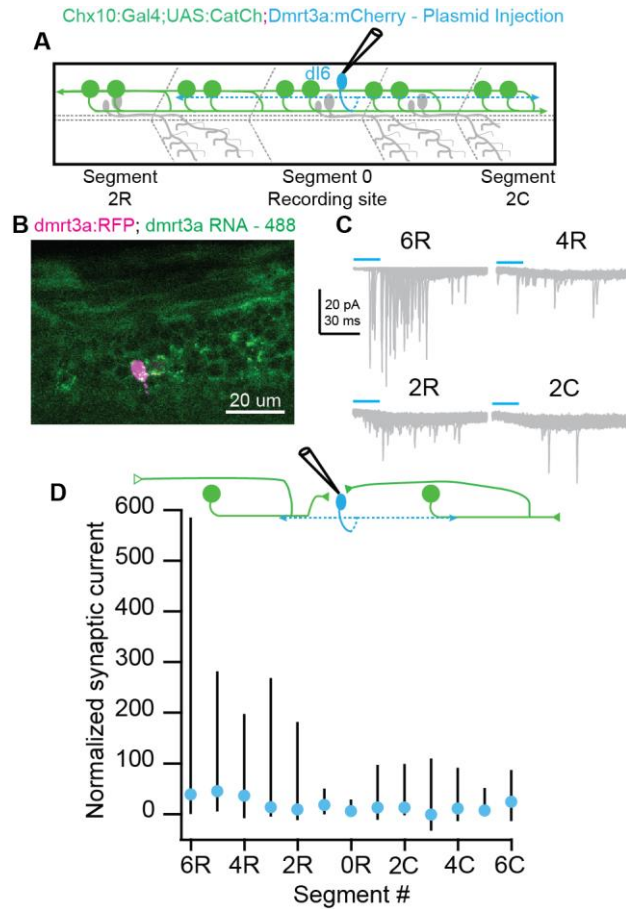 Chx10:Gal4;UAS:CatCh;Dmrt3a:mCherry - Plasmid Injection
A
dI6
Segment 2R
Segment 0 Recording site
Segment 2C
B dmrt3a:RFP; dmrt3a RNA - 488
20 um
C
6R 4R
20 pA
30 ms
2R 2C
D
Normalized synaptic current
600
500
400
300
200
100
0
6R 4R 2R 0R 2C 4C 6C
Segment #